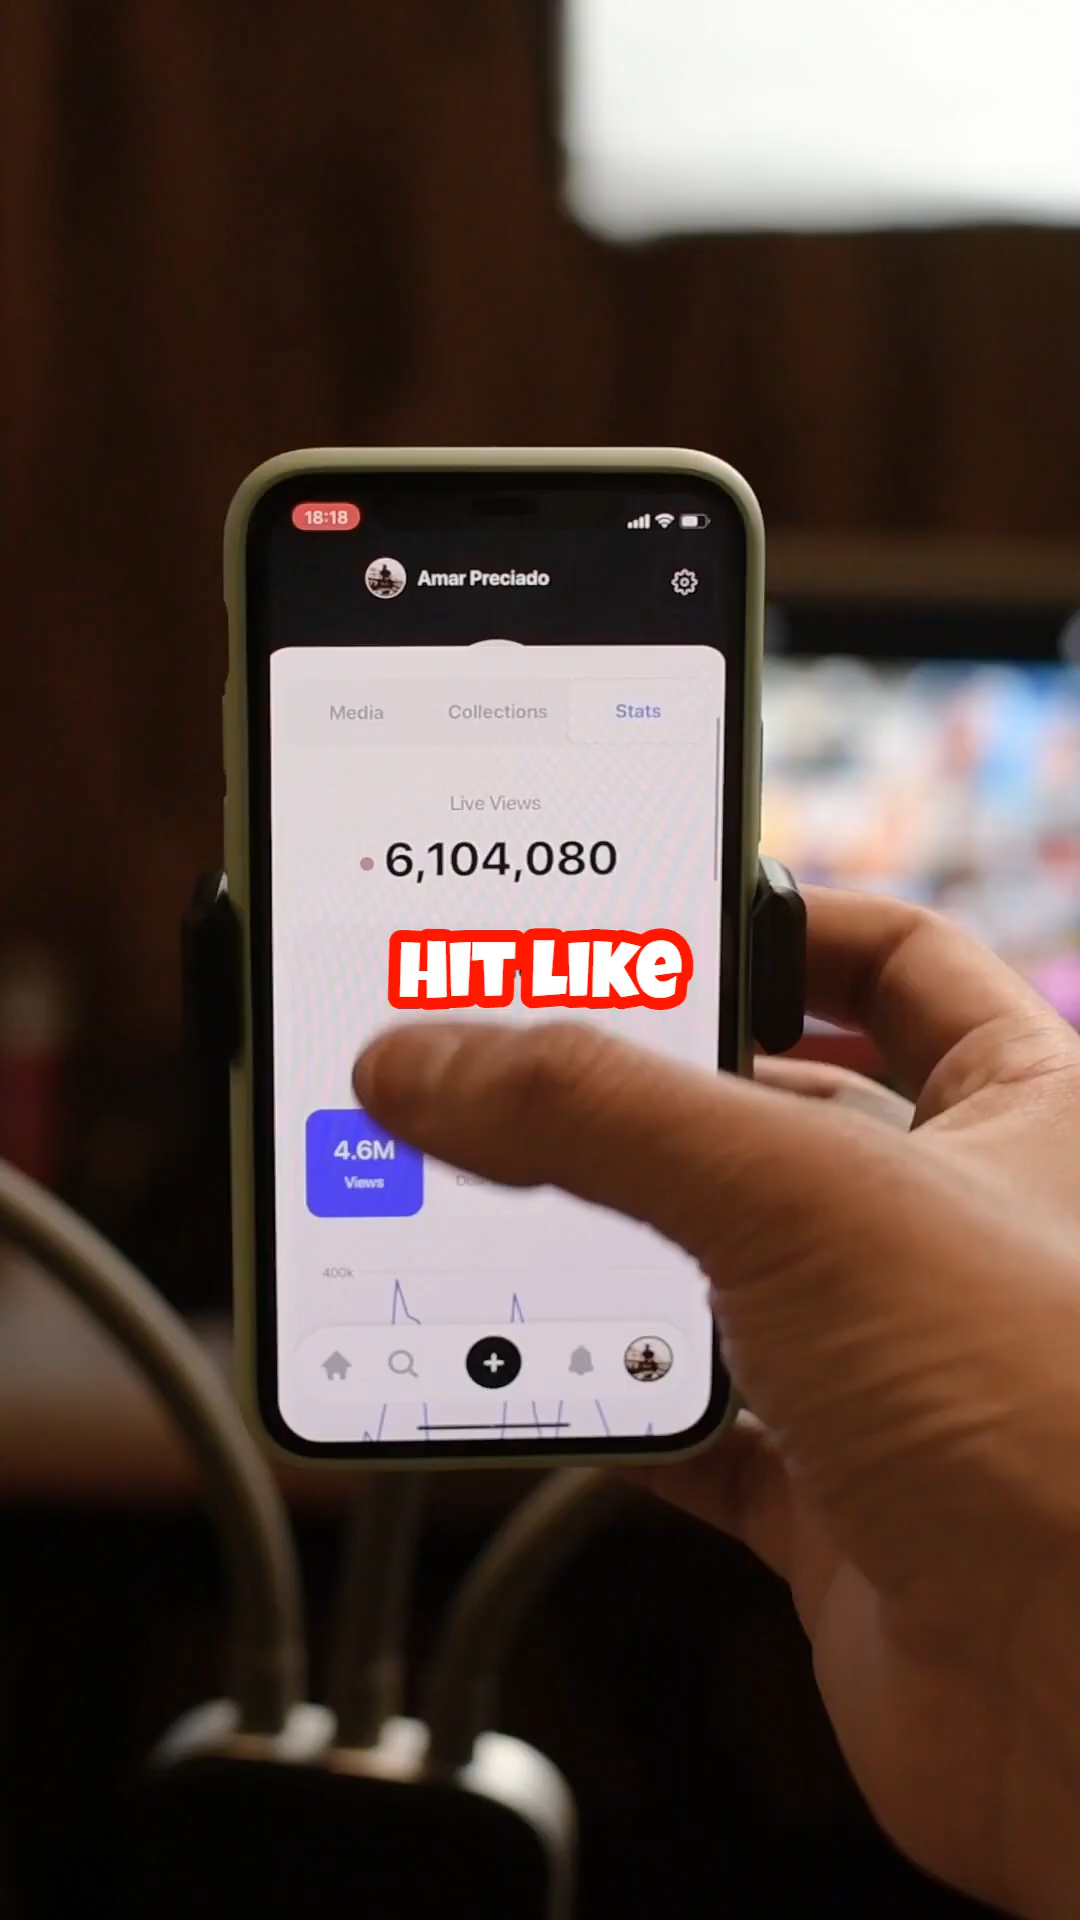 18:18
Amar Preciado
Media Collections Stats
Live Views
6,104,080
HIT LIKE
4.6M
Views
400k